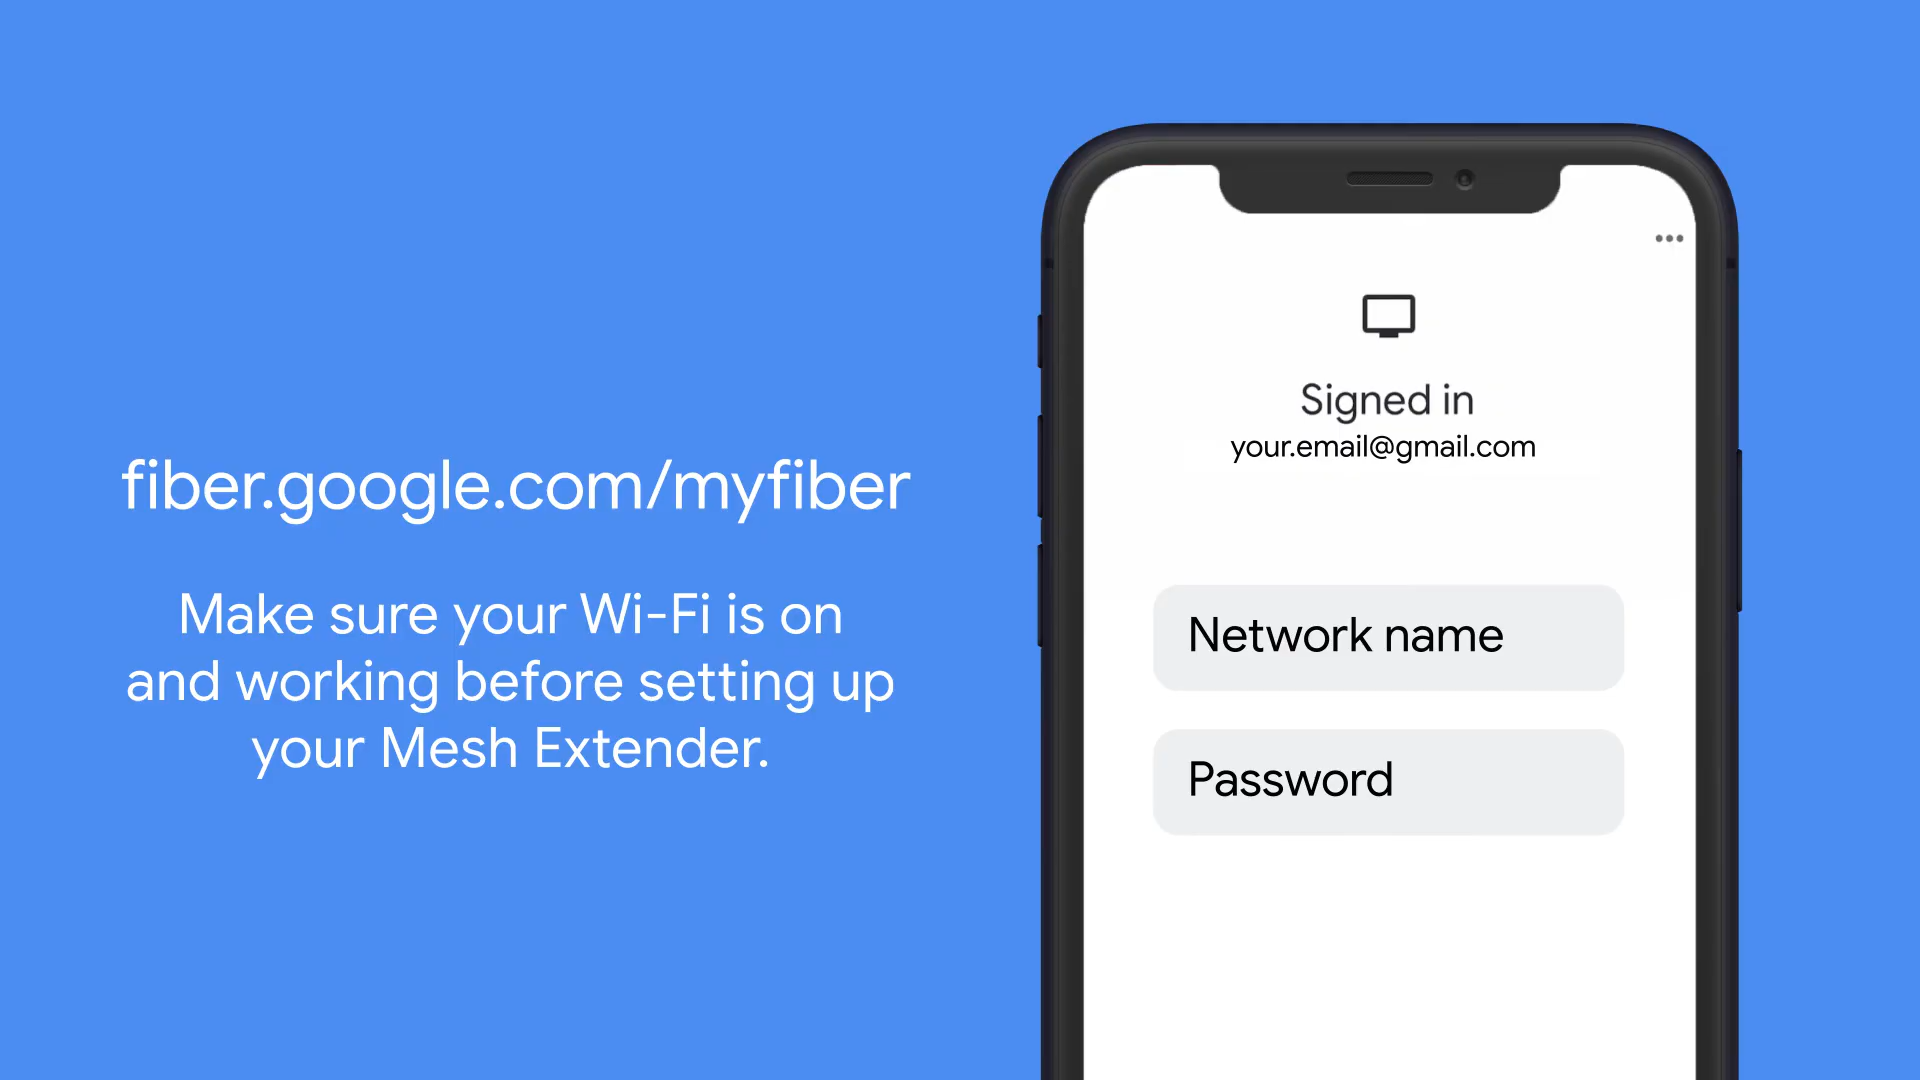 fiber.google.com/myfiber
Make sure your Wi-Fi is on
and working before setting up
your Mesh Extender.
Signed in
your.email@gmail.com
Network name
Password